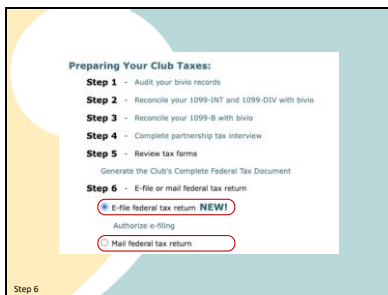 Preparing Your Club Taxes:
Step 1 - Audit your bivio records
Step 2 - Reconcile your 1099-INT and 1099-DIV with bivio
Step 3 - Reconcile your 1099-B with bivio
Step 4 - Complete partnership tax interview
Step 5 - Review tax forms
Generate the Club's Complete Federal Tax Document
Step 6 - E-file or mail federal tax return
E-file federal tax return NEW!
Authorize e-filing
Mail federal tax return
Step 6